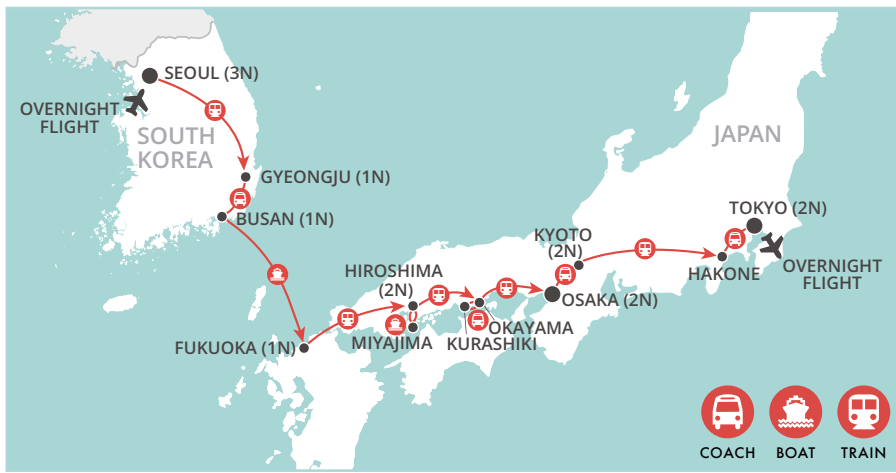 SEOUL (3N)
OVERNIGHT
FLIGHT
SOUTH
KOREA
GYEONGJU (1N)
BUSAN (1N)
FUKUOKA (1N)
HIROSHIMA
(2N)
MIYAJIMA
OKAYAMA
KURASHIKI
OSAKA (2N)
KYOTO
(2N)
JAPAN
TOKYO (2N)
HAKONE
OVERNIGHT
FLIGHT
COACH
BOAT
TRAIN